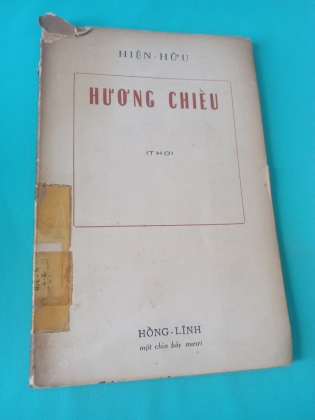 HIỆN-HỮU
HƯƠNG CHIỀU
(THƠ)
HỒNG-LĨNH
một chín bảy mươi